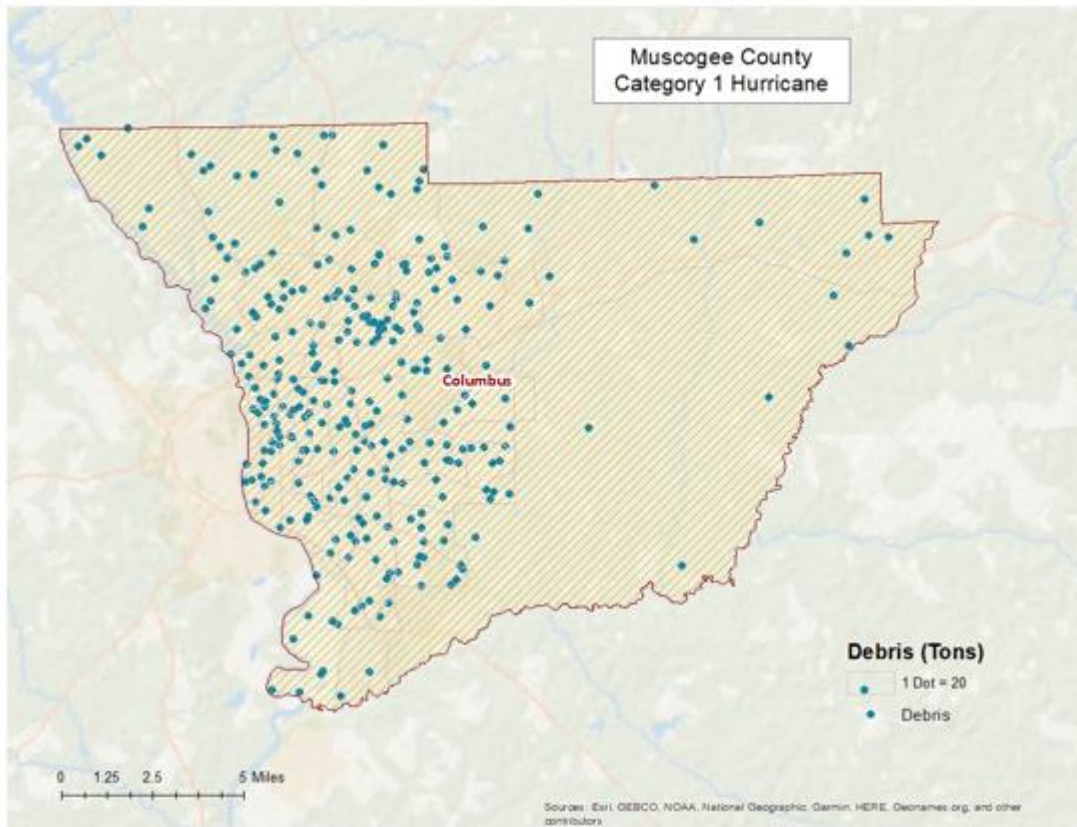 Muscogee County
Category 1 Hurricane
Columbus
Debris (Tons)
1 Dot = 20
Debris
0 1.25 2.5 5 Miles
Sources: Esri, GEBCO, NOAA, National Geographic, Garmin, HERE, Geonames.org, and other
contributors